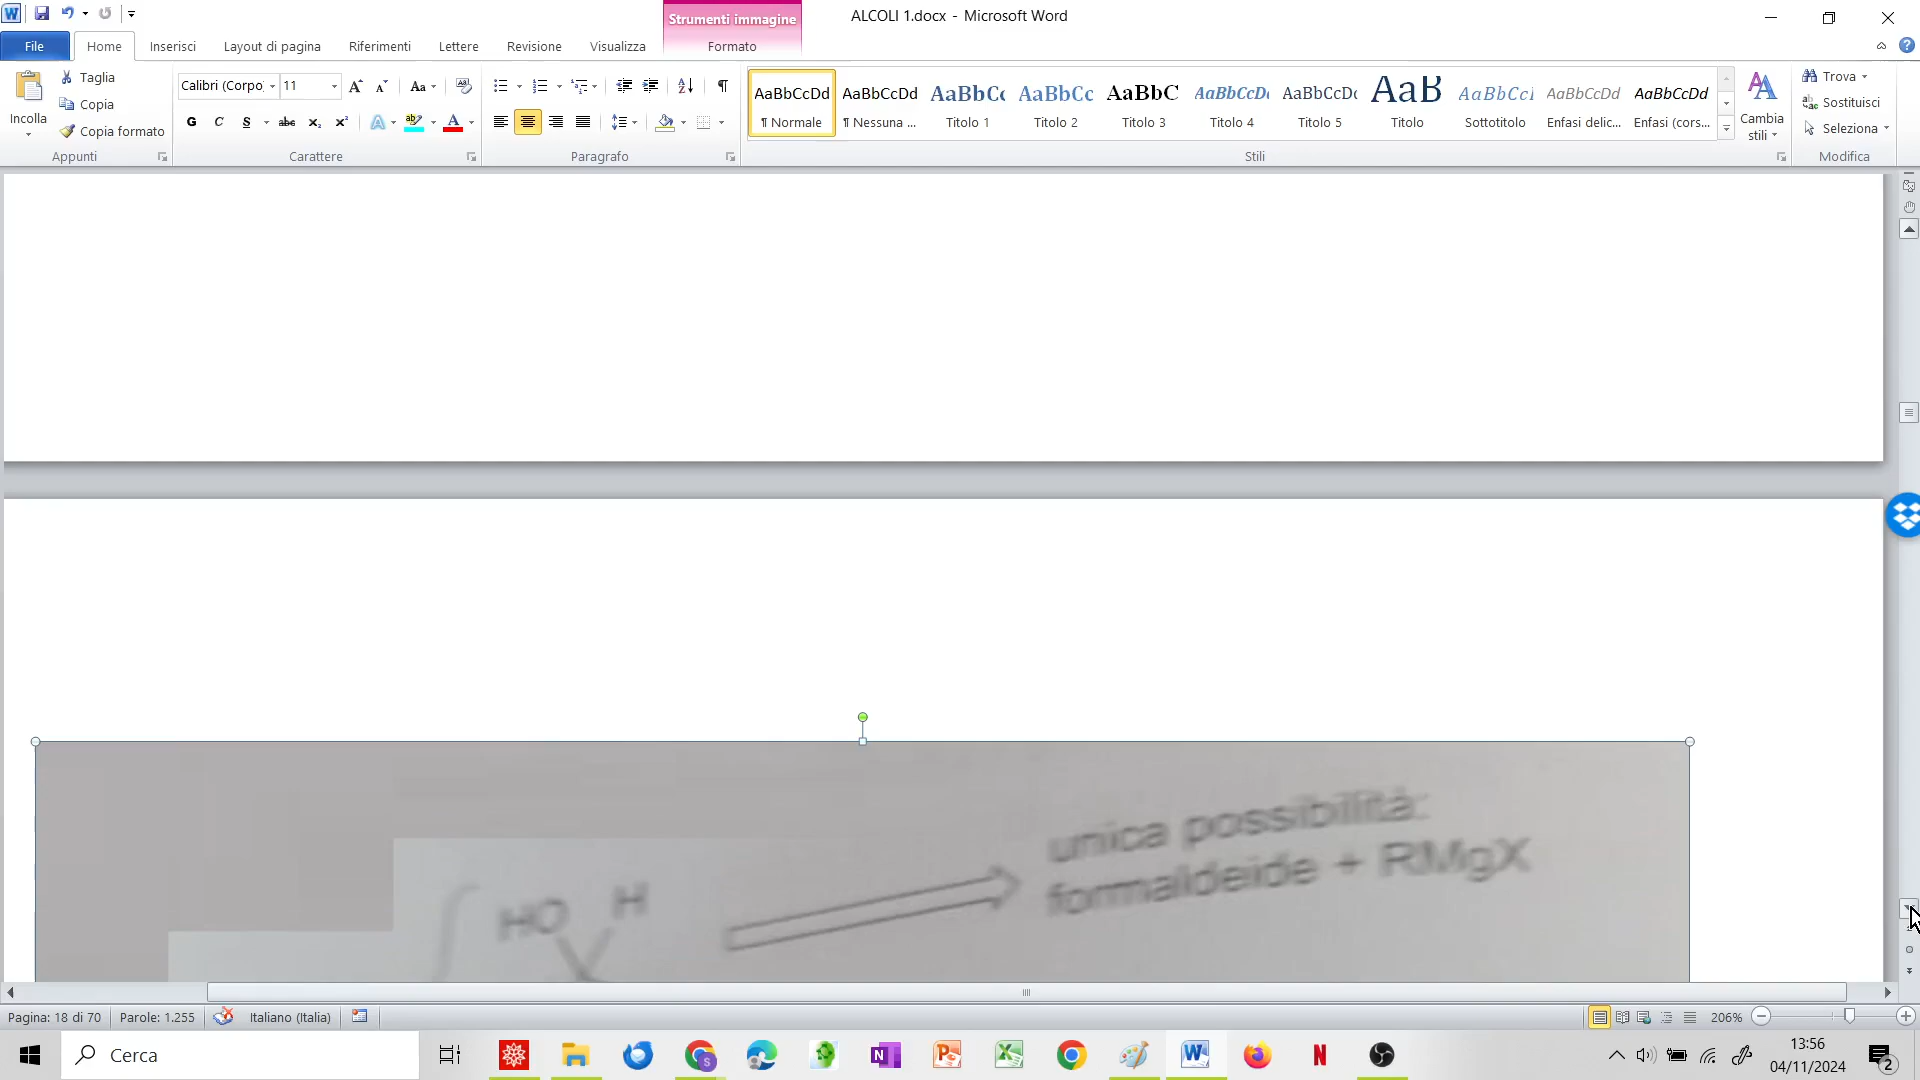 ALCOLI 1.docx - Microsoft Word
Strumenti immagine
File
Home
Inserisci
Layout di pagina
Riferimenti
Lettere
Revisione
Visualizza
Formato
Incolla
Taglia
Copia
Copia formato
Appunti
Calibri (Corpo)
11
Carattere
Paragrafo
AaBbCcDd
¶ Normale
AaBbCcDd
¶ Nessuna ...
AaBbCc
Titolo 1
AaBbCc
Titolo 2
AaBbC
Titolo 3
AaBbCcDd
Titolo 4
AaBbCcDc
Titolo 5
AaB
Titolo
AaBbCcI
Sottotitolo
AaBbCcDd
Enfasi delic...
AaBbCcDd
Enfasi (cors...
Stili
Cambia
stili
Trova
Sostituisci
Seleziona
Modifica
unica possibilità:
formaldeide + RMgX
HO H
Pagina: 18 di 70
Parole: 1.255
Italiano (Italia)
206%
Cerca
13:56
04/11/2024
2